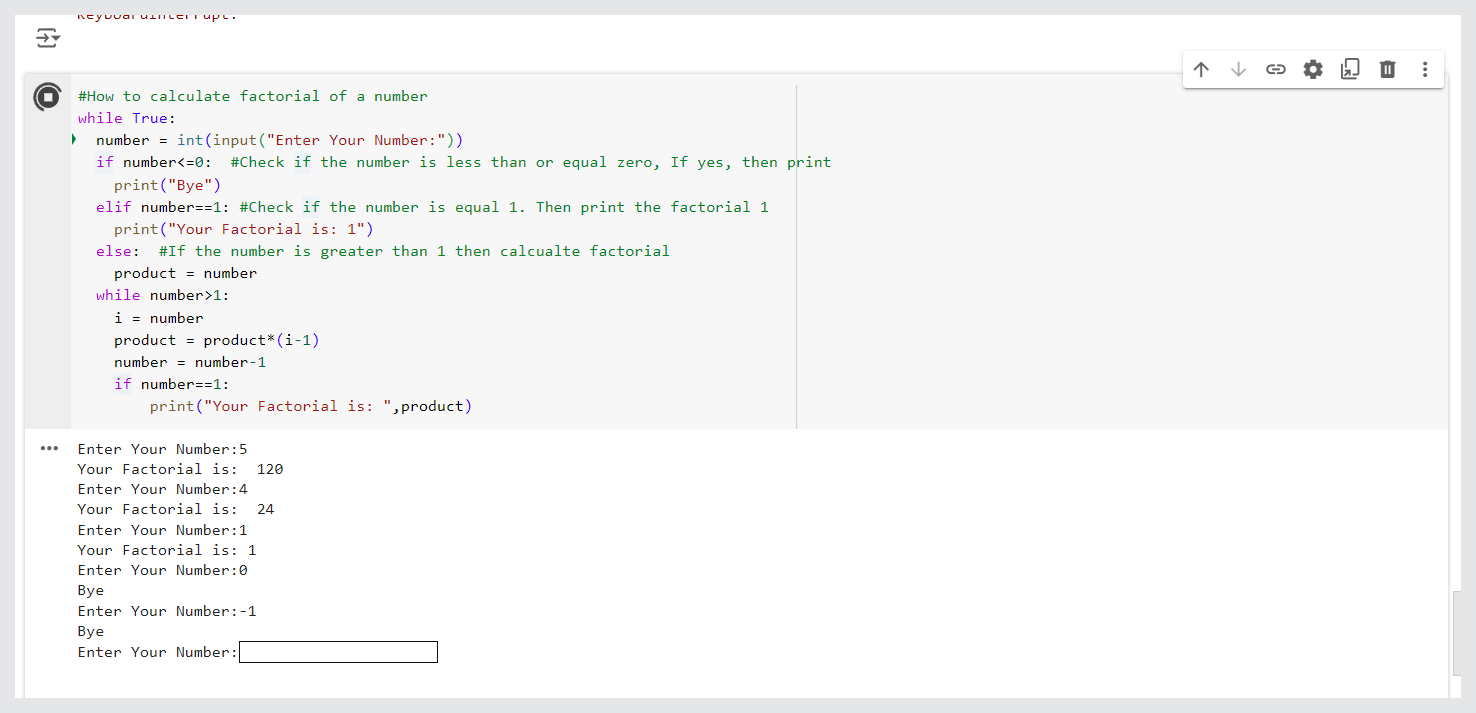 KeyboardInterrupt:
#How to calculate factorial of a number
while True:
  number = int(input("Enter Your Number:"))
  if number<=0:  #Check if the number is less than or equal zero, If yes, then print
    print("Bye")
  elif number==1: #Check if the number is equal 1. Then print the factorial 1
    print("Your Factorial is: 1")
  else:  #If the number is greater than 1 then calcualte factorial
    product = number
  while number>1:
    i = number
    product = product*(i-1)
    number = number-1
    if number==1:
        print("Your Factorial is: ",product)
Enter Your Number:5
Your Factorial is:  120
Enter Your Number:4
Your Factorial is:  24
Enter Your Number:1
Your Factorial is: 1
Enter Your Number:0
Bye
Enter Your Number:-1
Bye
Enter Your Number: